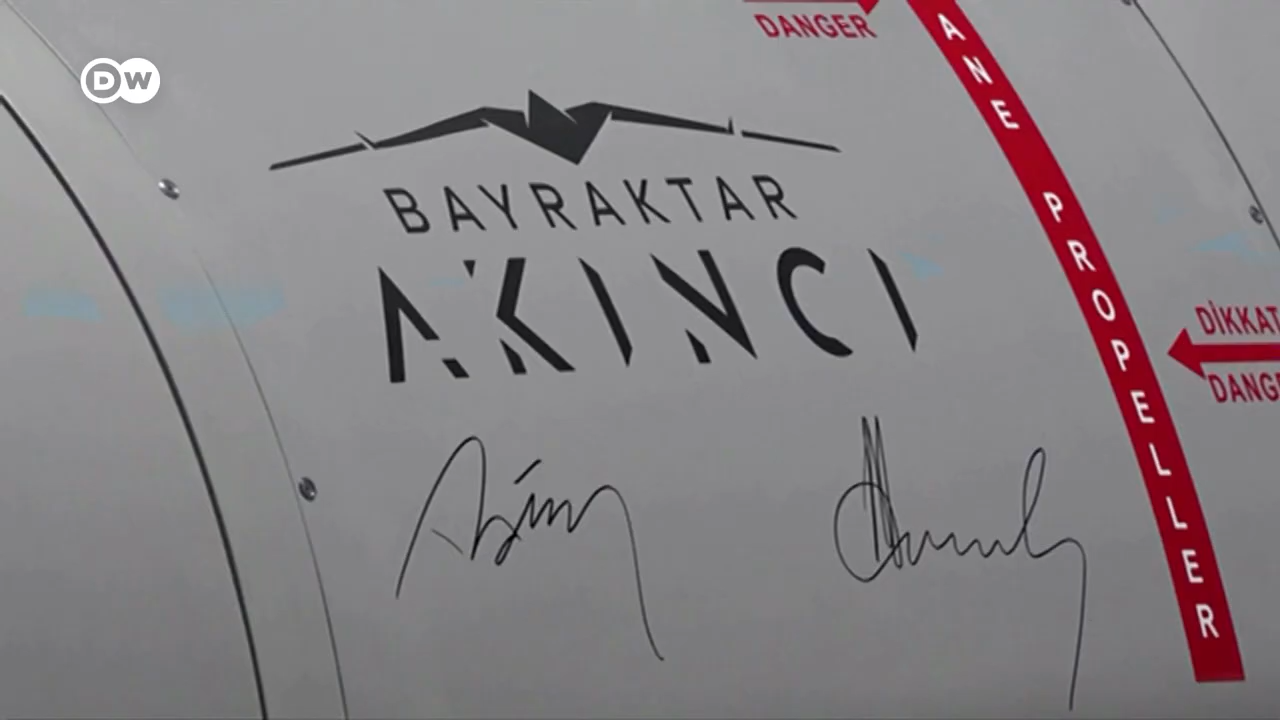 DW
DANGER
BAYRAKTAR
AKINCI
ANE PROPELLER
DİKKAT
DANGE